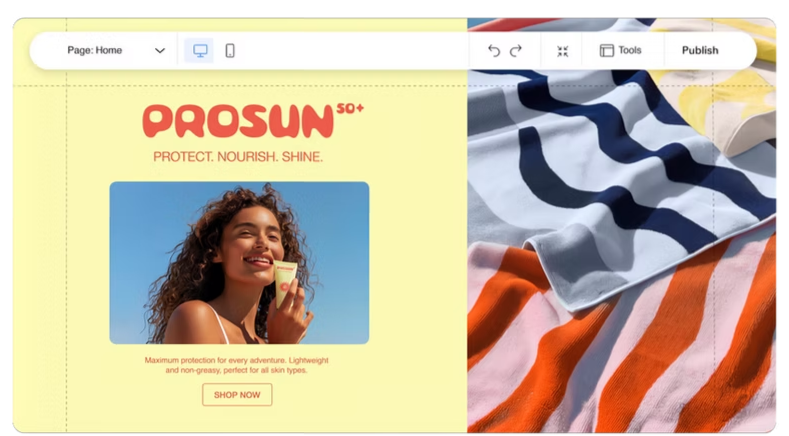 Page: Home
Tools
Publish
PROSUN 50+
PROTECT. NOURISH. SHINE.
Maximum protection for every adventure. Lightweight
and non-greasy, perfect for all skin types.
SHOP NOW